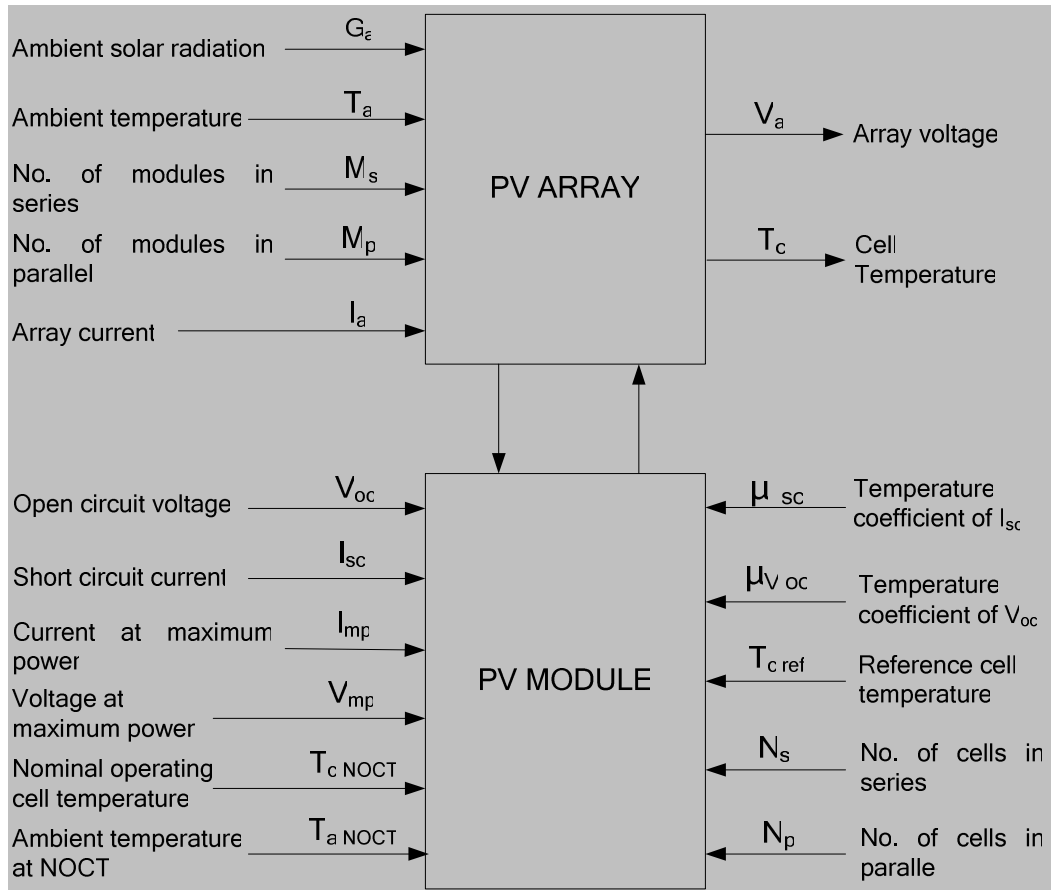 Ambient solar radiation
Ga
Ambient temperature
Ta
No. of modules in
series
Ms
No. of modules in
parallel
Mp
Array current
Ia
PV ARRAY
Va
Array voltage
Tc
Cell
Temperature
Open circuit voltage
Voc
Short circuit current
Isc
Current at maximum
power
Imp
Voltage at
maximum power
Vmp
Nominal operating
cell temperature
Tc NOCT
Ambient temperature
at NOCT
Ta NOCT
PV MODULE
μ sc
Temperature
coefficient of Isc
μV oc
Temperature
coefficient of Voc
Tc ref
Reference cell
temperature
Ns
No. of cells in
series
Np
No. of cells in
paralle